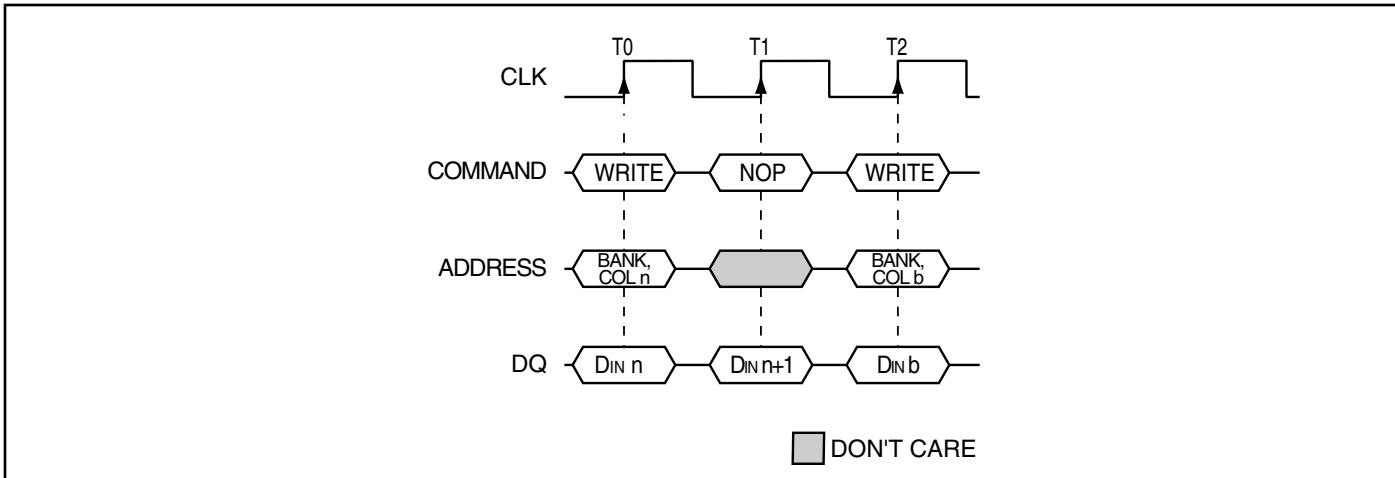 T0 T1 T2
CLK
COMMAND WRITE NOP WRITE
ADDRESS BANK, COL n BANK, COL b
DQ DIN n DIN n+1 DIN b
DON'T CARE